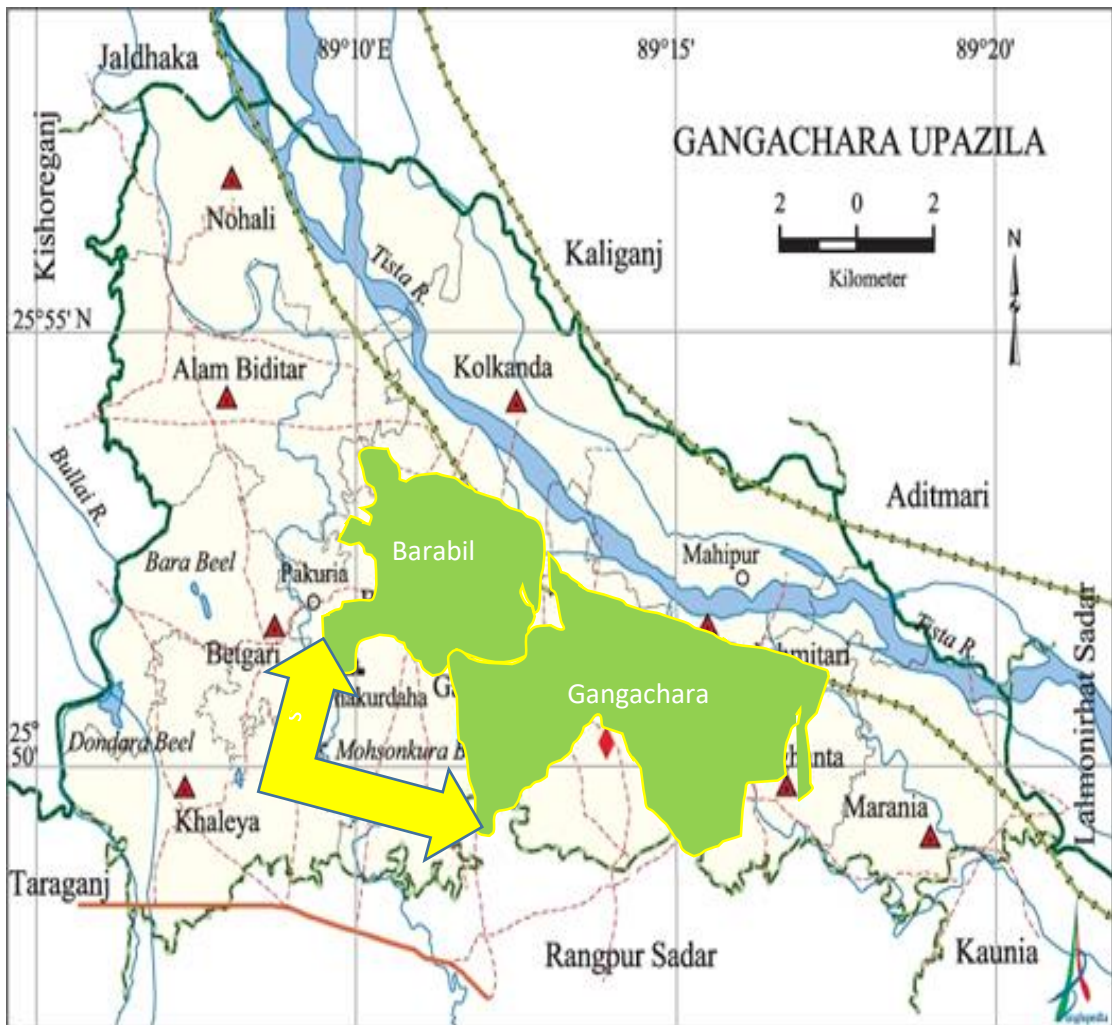 89°10' E
89°15'
89°20'
Jaldhaka
Kishoreganj
GANGACHARA UPAZILA
2 0 2
Kilometer
N
Nohali
Tista R.
Kaliganj
25°55' N
Alam Biditar
Kolkanda
Bullai R.
Aditmari
Barabil
Bara Beel
Pakuria
Mahipur
Lalmonirhat Sadar
Tista R.
Betgari
Gangachara
Dondara Beel
25°
50'
Mohsonkura
Khaleya
Marania
Taraganj
Rangpur Sadar
Kaunia